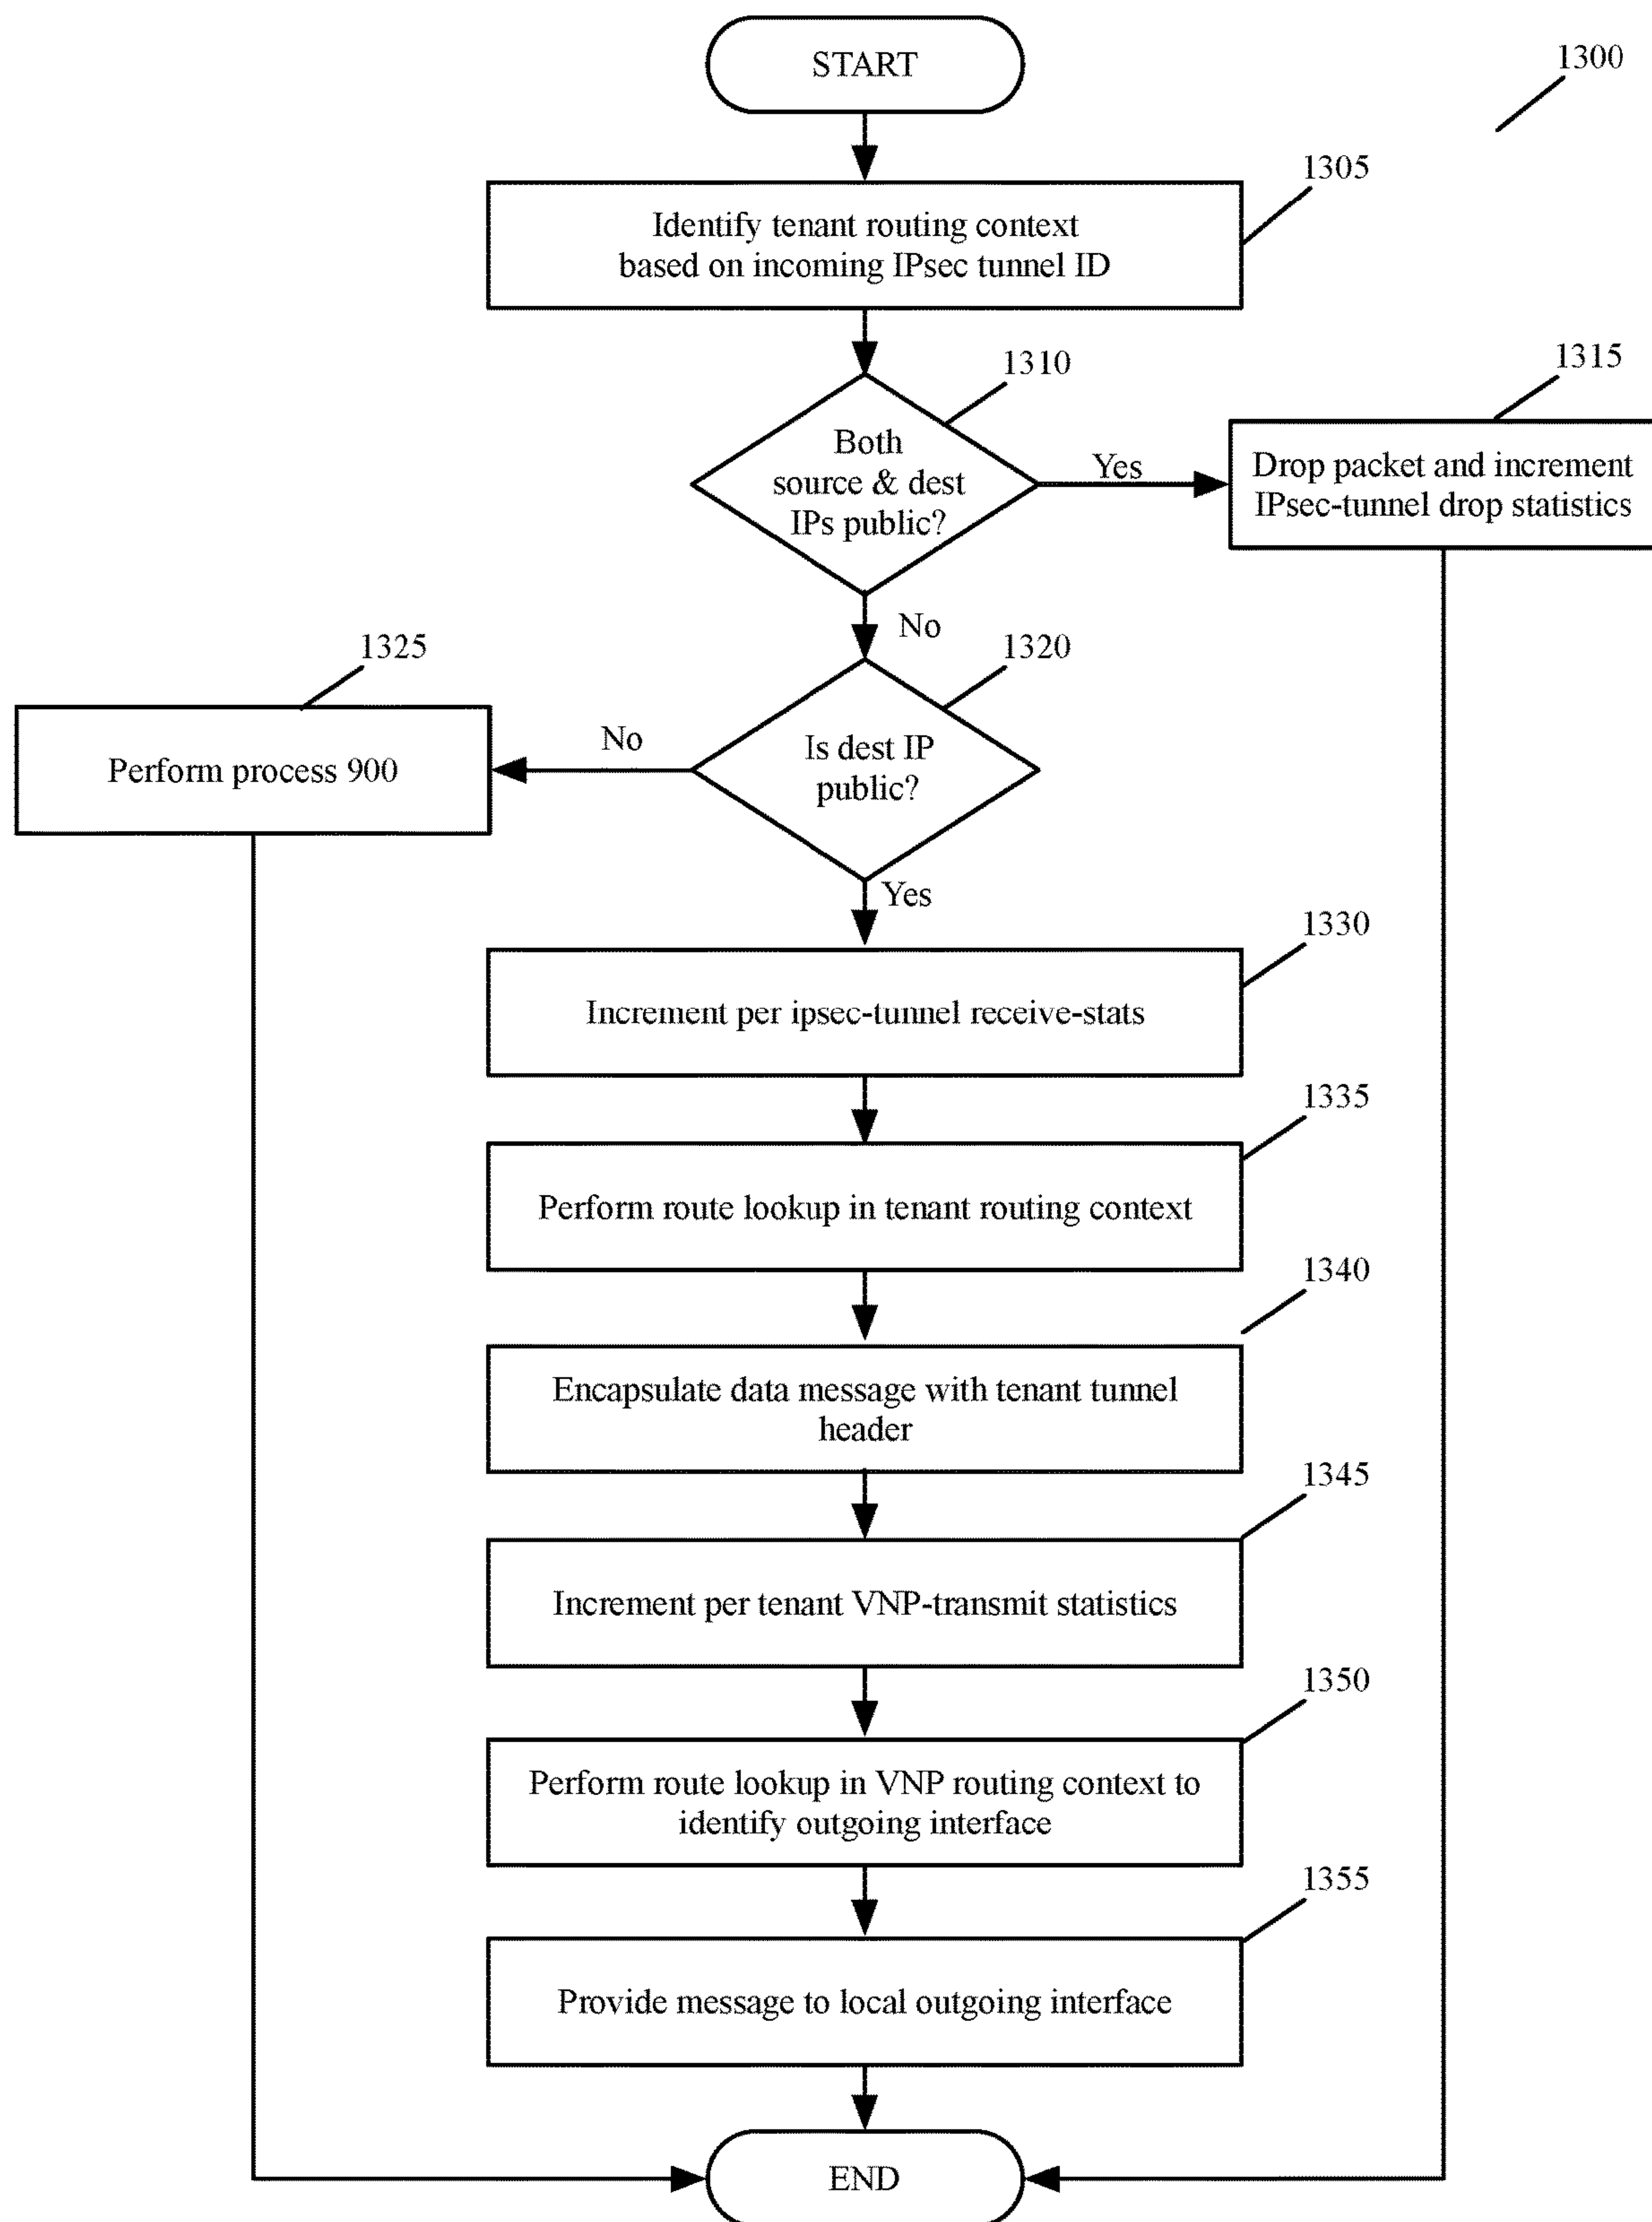 START
1300
1305
Identify tenant routing context
based on incoming IPsec tunnel ID
1310
1315
Both
source & dest
IPs public?
Yes
Drop packet and increment
IPsec-tunnel drop statistics
No
1325
1320
Perform process 900
No
Is dest IP
public?
Yes
1330
Increment per ipsec-tunnel receive-stats
1335
Perform route lookup in tenant routing context
1340
Encapsulate data message with tenant tunnel
header
1345
Increment per tenant VNP-transmit statistics
1350
Perform route lookup in VNP routing context to
identify outgoing interface
1355
Provide message to local outgoing interface
END